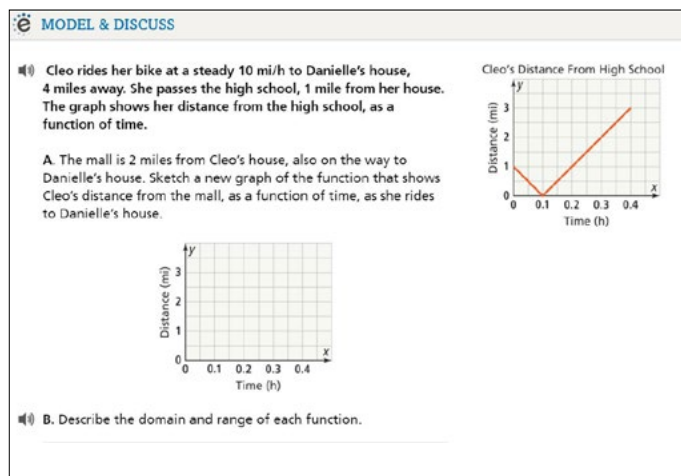 ë MODEL & DISCUSS
Cleo rides her bike at a steady 10 mi/h to Danielle's house,
4 miles away. She passes the high school, 1 mile from her house.
The graph shows her distance from the high school, as a
function of time.
Cleo's Distance From High School
y
Distance (mi)
3
2
1
0
x
0 0.1 0.2 0.3 0.4
Time (h)
A. The mall is 2 miles from Cleo's house, also on the way to
Danielle's house. Sketch a new graph of the function that shows
Cleo's distance from the mall, as a function of time, as she rides
to Danielle's house.
y
Distance (mi)
3
2
1
0
x
0 0.1 0.2 0.3 0.4
Time (h)
B. Describe the domain and range of each function.